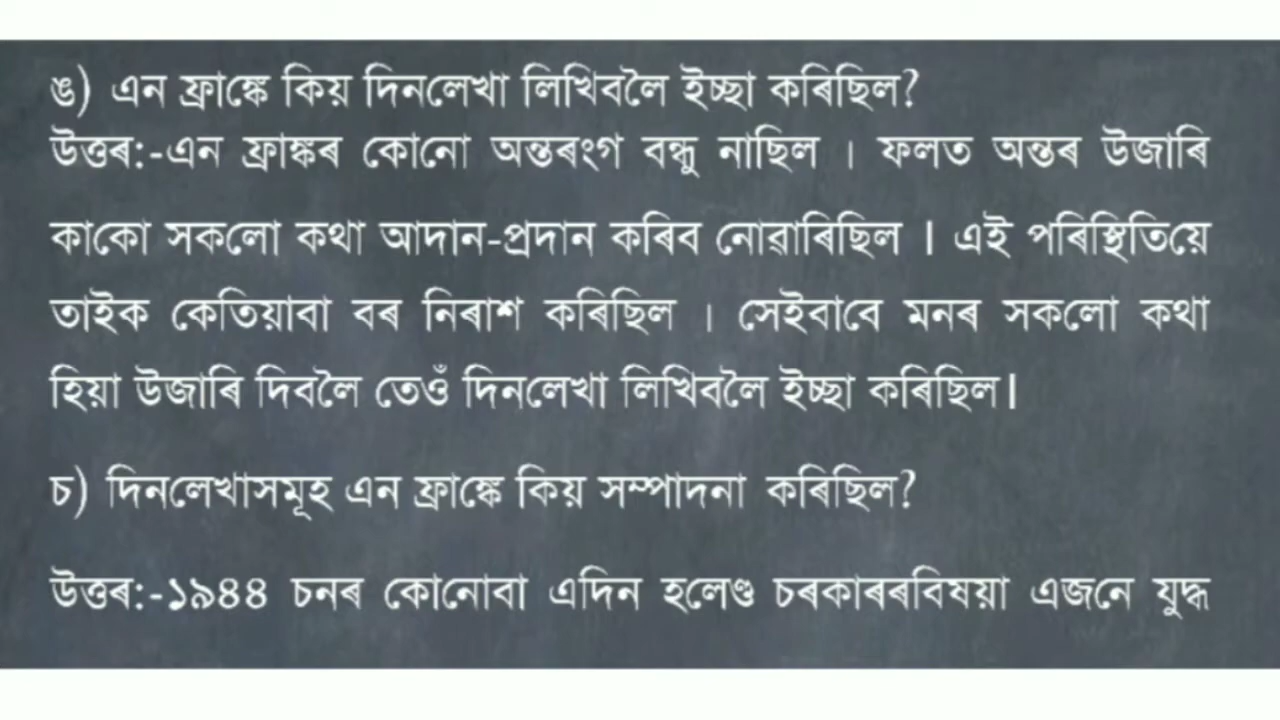 ঙ) এন ফ্ৰাঙ্কে কিয় দিনলেখা লিখিবলৈ ইচ্ছা কৰিছিল?
উত্তৰ:-এন ফ্ৰাঙ্কৰ কোনো অন্তৰংগ বন্ধু নাছিল । ফলত অন্তৰ উজাৰি
কাকো সকলো কথা আদান-প্ৰদান কৰিব নোৱাৰিছিল । এই পৰিস্থিতিয়ে
তাইক কেতিয়াবা বৰ নিৰাশ কৰিছিল । সেইবাবে মনৰ সকলো কথা
হিয়া উজাৰি দিবলৈ তেওঁ দিনলেখা লিখিবলৈ ইচ্ছা কৰিছিল।
চ) দিনলেখাসমূহ এন ফ্ৰাঙ্কে কিয় সম্পাদনা কৰিছিল?
উত্তৰ:-১৯৪৪ চনৰ কোনোবা এদিন হলেণ্ড চৰকাৰৰবিষয়া এজনে যুদ্ধ